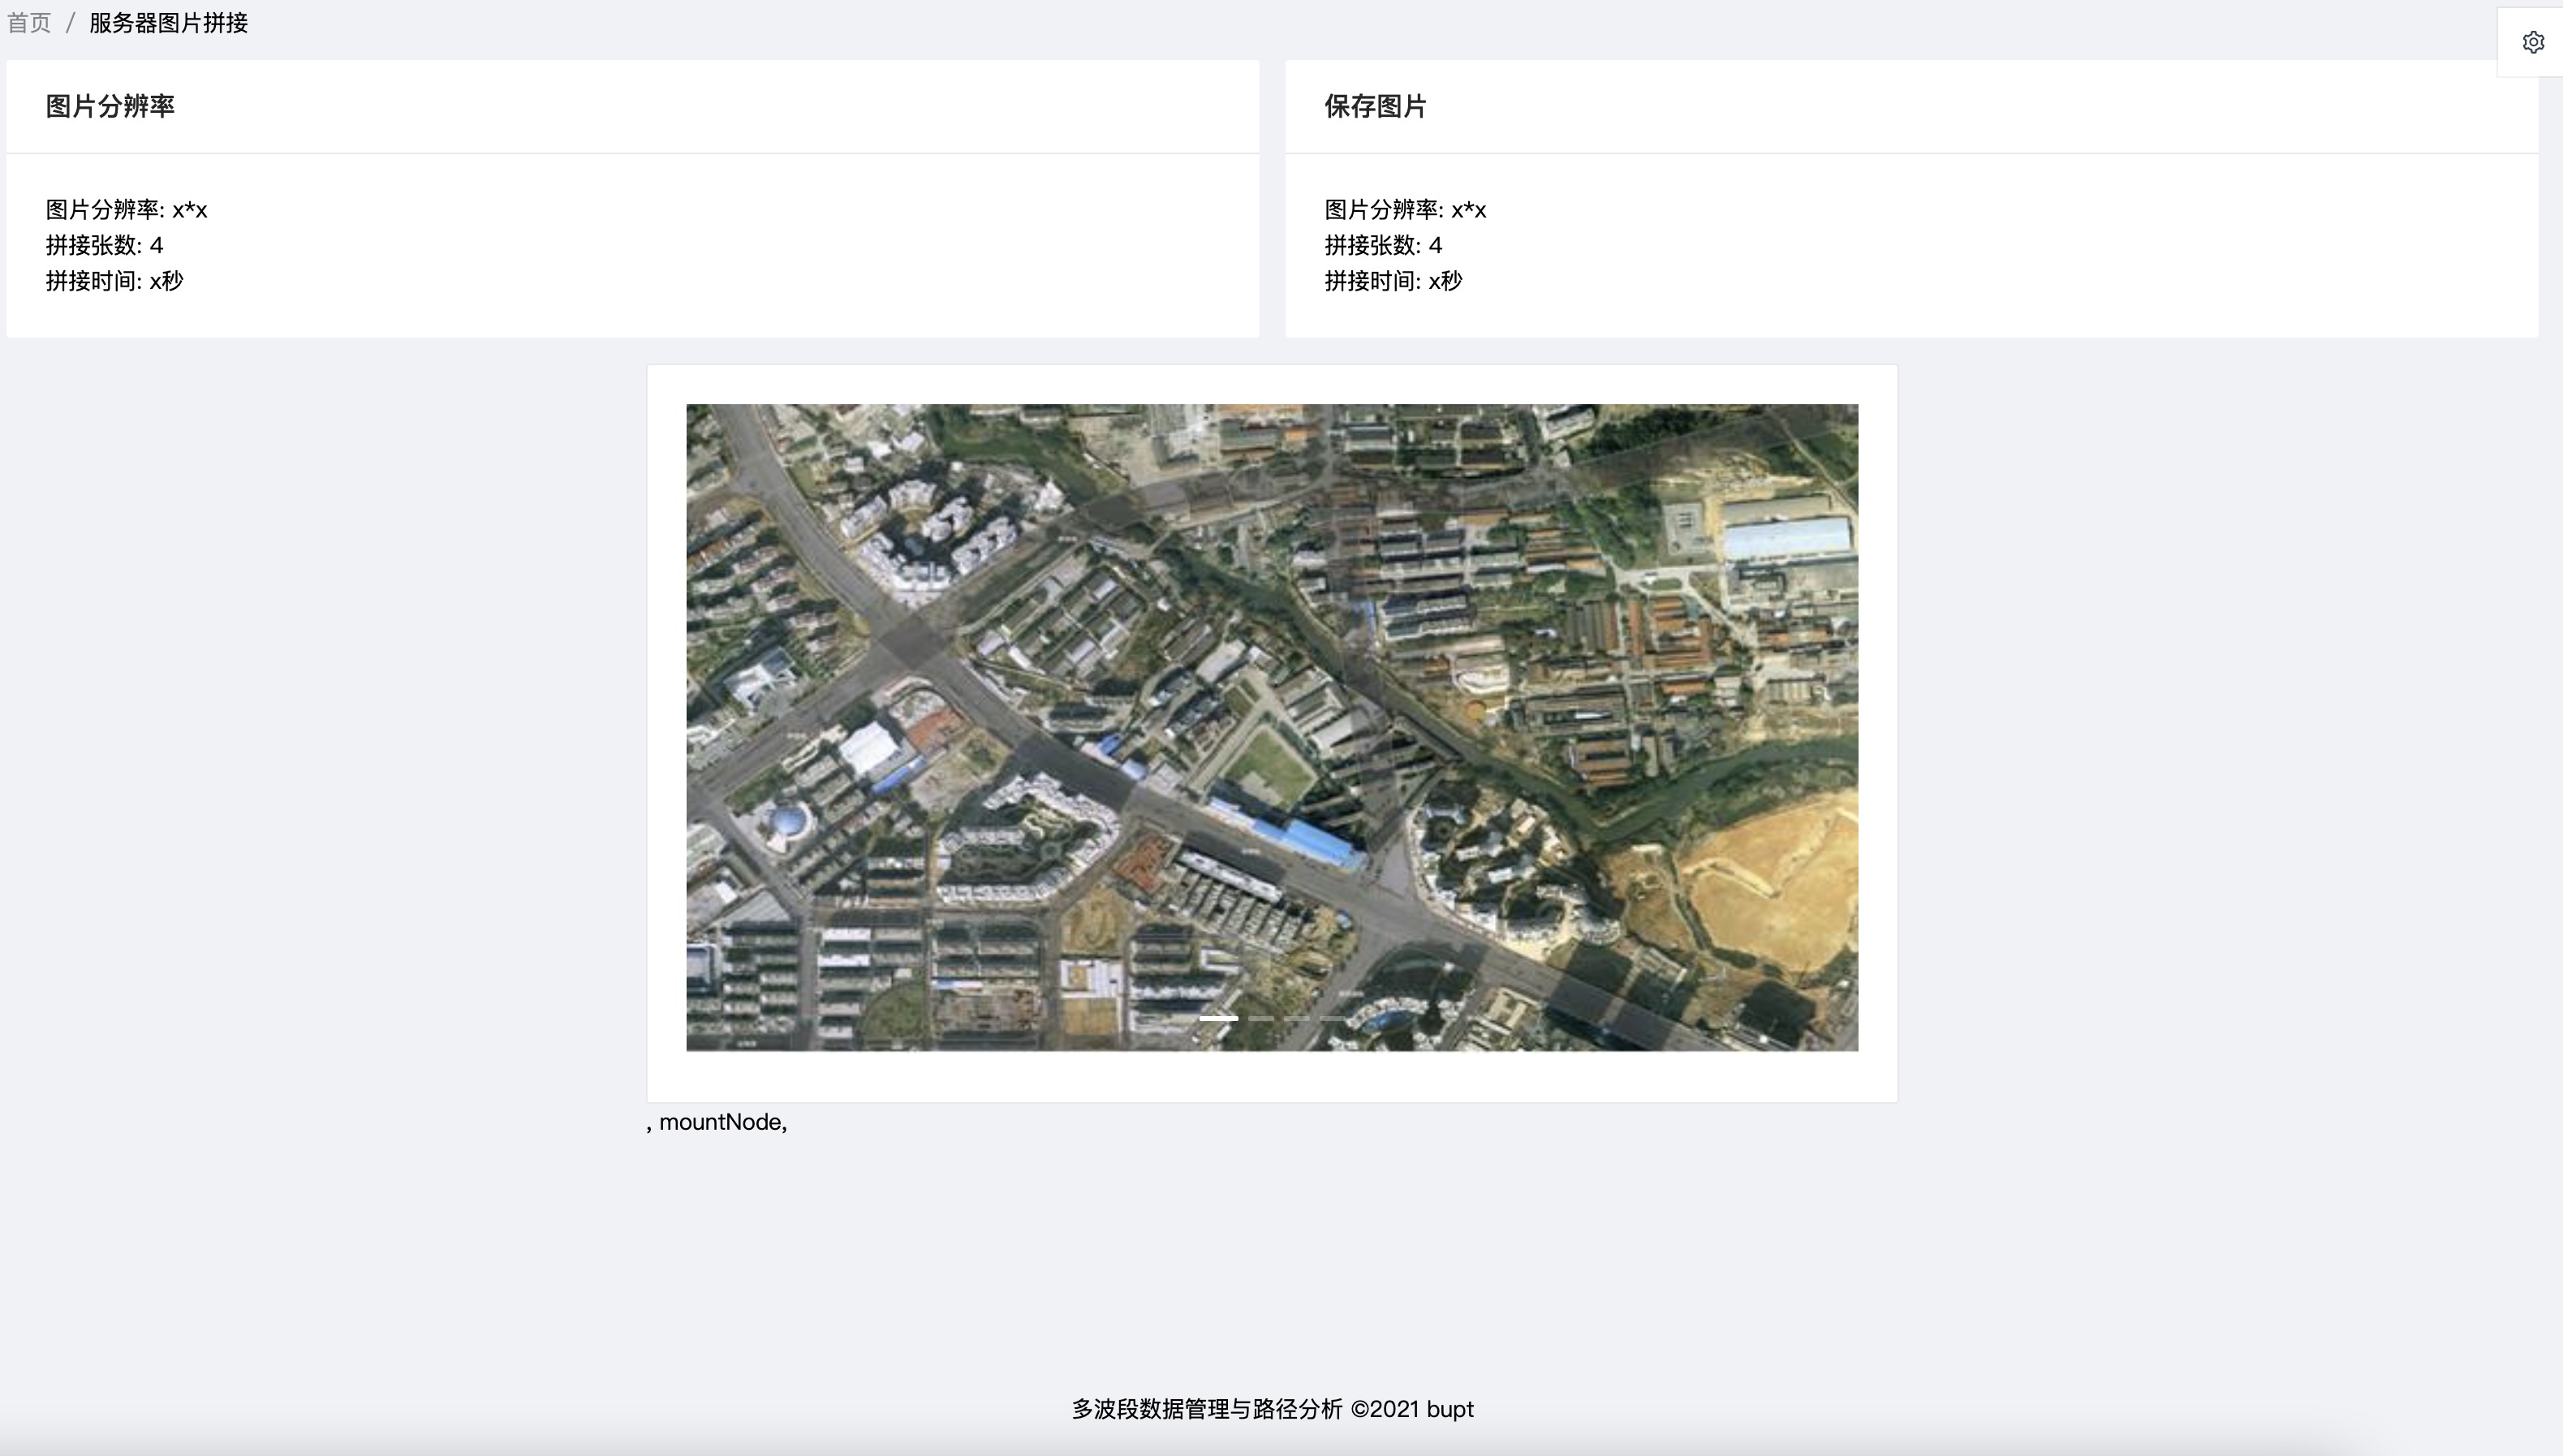 首页 / 服务器图片拼接
图片分辨率
图片分辨率: x*x
拼接张数: 4
拼接时间: x秒
保存图片
图片分辨率: x*x
拼接张数: 4
拼接时间: x秒
, mountNode,
多波段数据管理与路径分析 ©2021 bupt